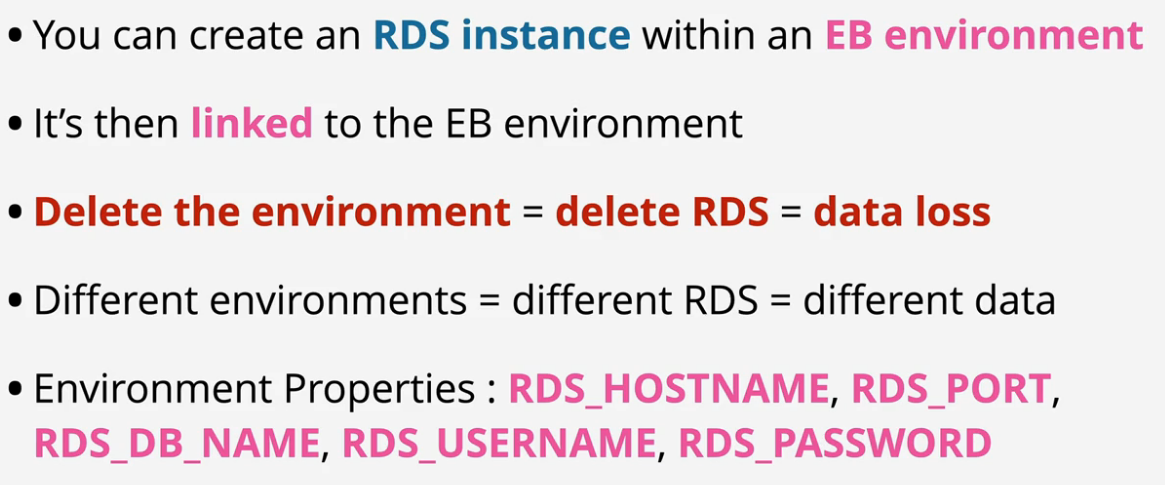 • You can create an RDS instance within an EB environment
• It’s then linked to the EB environment
• Delete the environment = delete RDS = data loss
• Different environments = different RDS = different data
• Environment Properties : RDS_HOSTNAME, RDS_PORT,
RDS_DB_NAME, RDS_USERNAME, RDS_PASSWORD